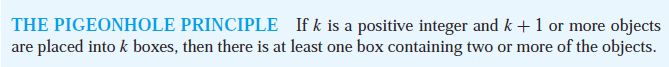 THE PIGEONHOLE PRINCIPLE If k is a positive integer and k + 1 or more objects
are placed into k boxes, then there is at least one box containing two or more of the objects.